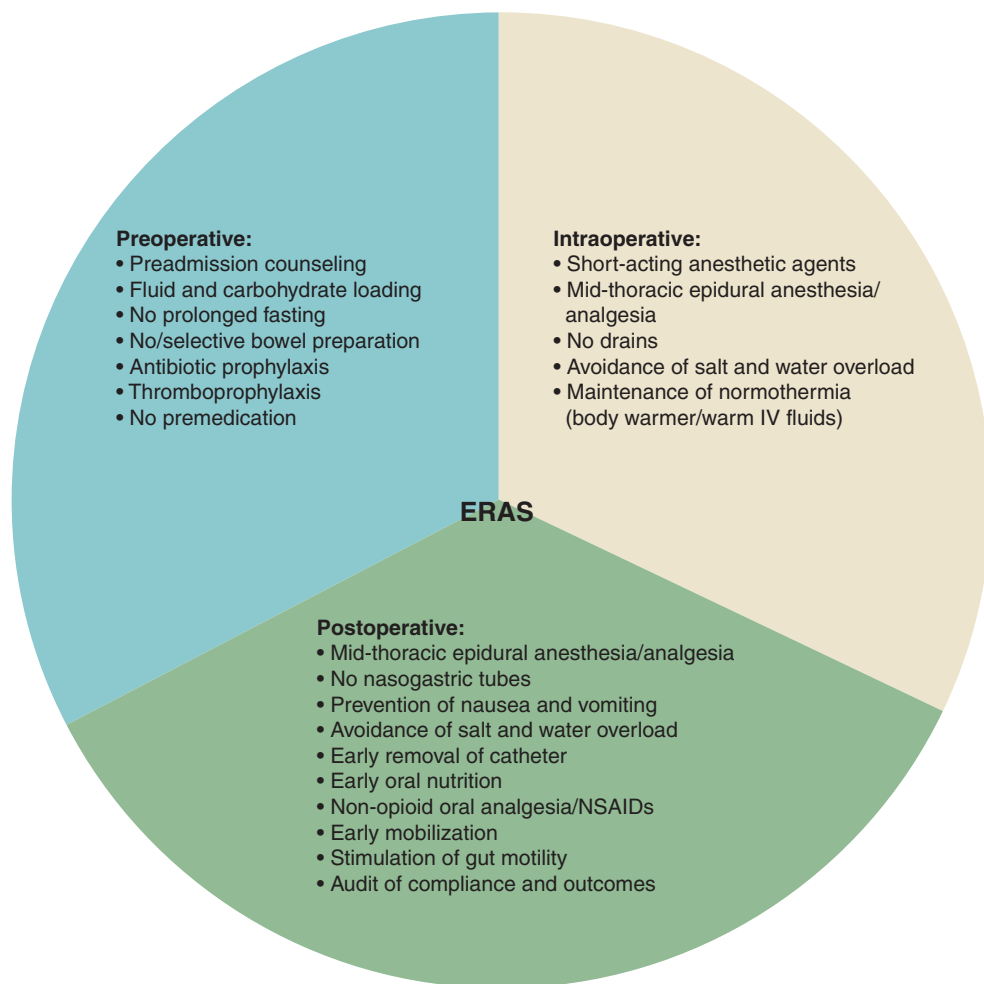 Preoperative:
• Preadmission counseling
• Fluid and carbohydrate loading
• No prolonged fasting
• No/selective bowel preparation
• Antibiotic prophylaxis
• Thromboprophylaxis
• No premedication
Intraoperative:
• Short-acting anesthetic agents
• Mid-thoracic epidural anesthesia/
analgesia
• No drains
• Avoidance of salt and water overload
• Maintenance of normothermia
(body warmer/warm IV fluids)
ERAS
Postoperative:
• Mid-thoracic epidural anesthesia/analgesia
• No nasogastric tubes
• Prevention of nausea and vomiting
• Avoidance of salt and water overload
• Early removal of catheter
• Early oral nutrition
• Non-opioid oral analgesia/NSAIDs
• Early mobilization
• Stimulation of gut motility
• Audit of compliance and outcomes